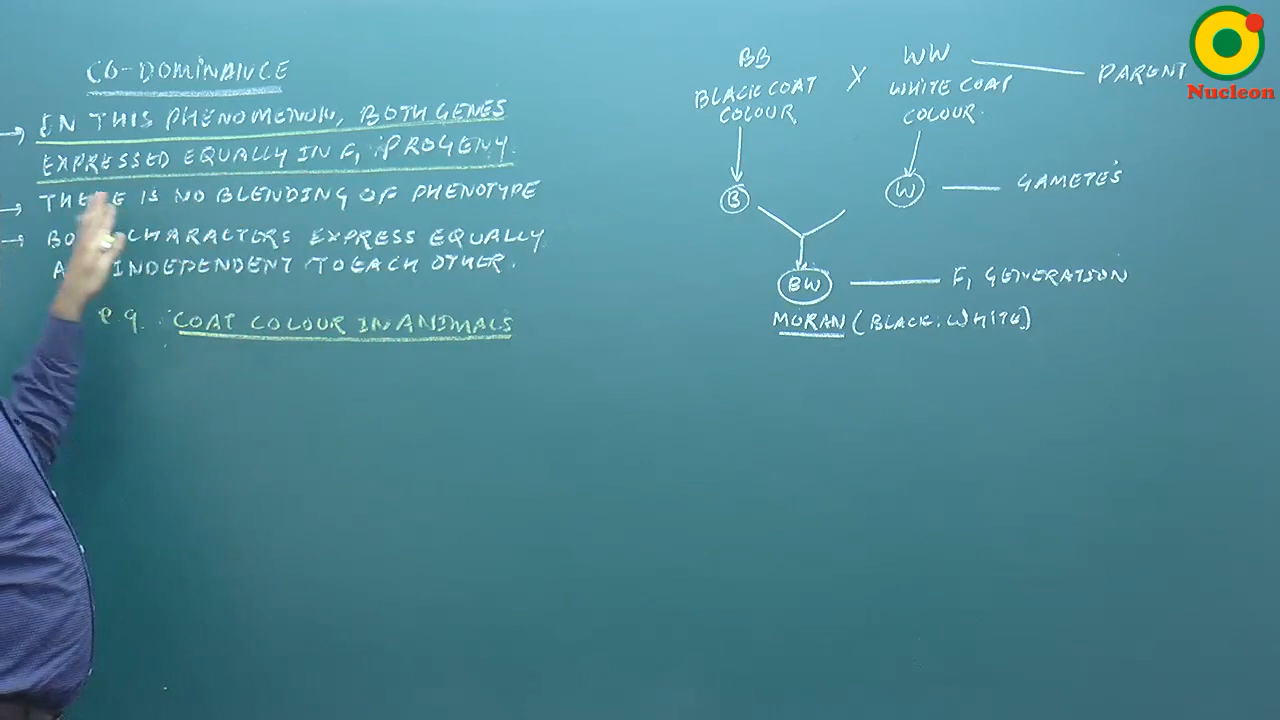 CO-DOMINANCE
IN THIS PHENOMENON, BOTH GENES
EXPRESSED EQUALLY IN F1 PROGENY.
THERE IS NO BLENDING OF PHENOTYPE
CHARACTERS EXPRESS EQUALLY
INDEPENDENT TO EACH OTHER.
e.g. COAT COLOUR IN ANIMALS
BB X WW PARENT
BLACK COAT WHITE COAT
COLOUR COLOUR
B W GAMETES
BW F1 GENERATION
MORAN (BLACK.WHITE)
Nucleon